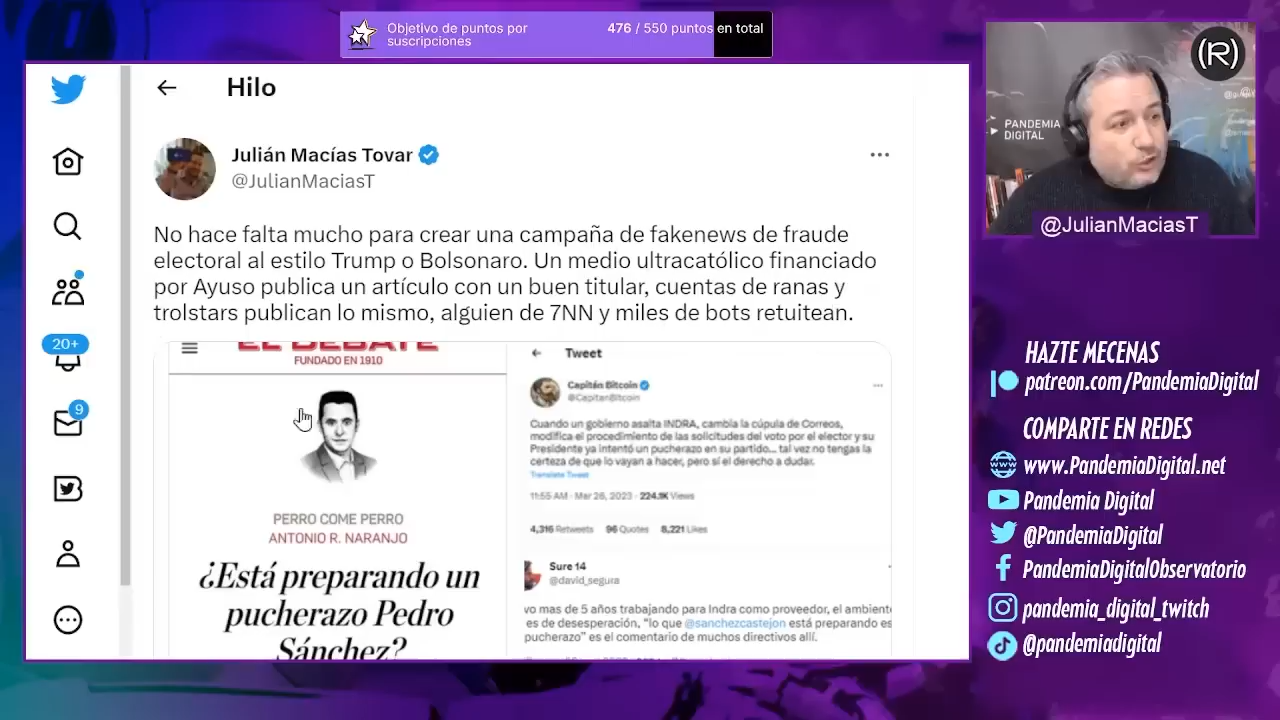 Objetivo de puntos por
suscripciones
476 / 550 puntos en total
Hilo
Julián Macías Tovar
@JulianMaciasT
No hace falta mucho para crear una campaña de fakenews de fraude
electoral al estilo Trump o Bolsonaro. Un medio ultracatólico financiado
por Ayuso publica un artículo con un buen titular, cuentas de ranas y
trolstars publican lo mismo, alguien de 7NN y miles de bots retuitean.
20+
9
EL DEBATE
FUNDADO EN 1910
PERRO COME PERRO
ANTONIO R. NARANJO
¿Está preparando un
pucherazo Pedro
Sánchez?
Tweet
Capitán Bitcoin
@CapitanBitcoin
Cuando un gobierno asalta INDRA, cambia la cúpula de Correos,
modifica el procedimiento de las solicitudes del voto por el elector y su
Presidente ya intentó un pucherazo en su partido... tal vez no tengas la
certeza de que lo vayan a hacer, pero sí el derecho a dudar.
Translate Tweet
11:55 AM · Mar 26, 2023 · 224.1K Views
4,316 Retweets 96 Quotes 8,221 Likes
Sure 14
@david_segura
vo mas de 5 años trabajando para Indra como proveedor, el ambiente
es de desesperación, “lo que @sanchezcastejon está preparando es
pucherazo” es el comentario de muchos directivos allí.
(R)
PANDEMIA
DIGITAL
@JulianMaciasT
HAZTE MECENAS
patreon.com/PandemiaDigital
COMPARTE EN REDES
www.PandemiaDigital.net
Pandemia Digital
@PandemiaDigital
PandemiaDigitalObservatorio
pandemia_digital_twitch
@pandemiadigital